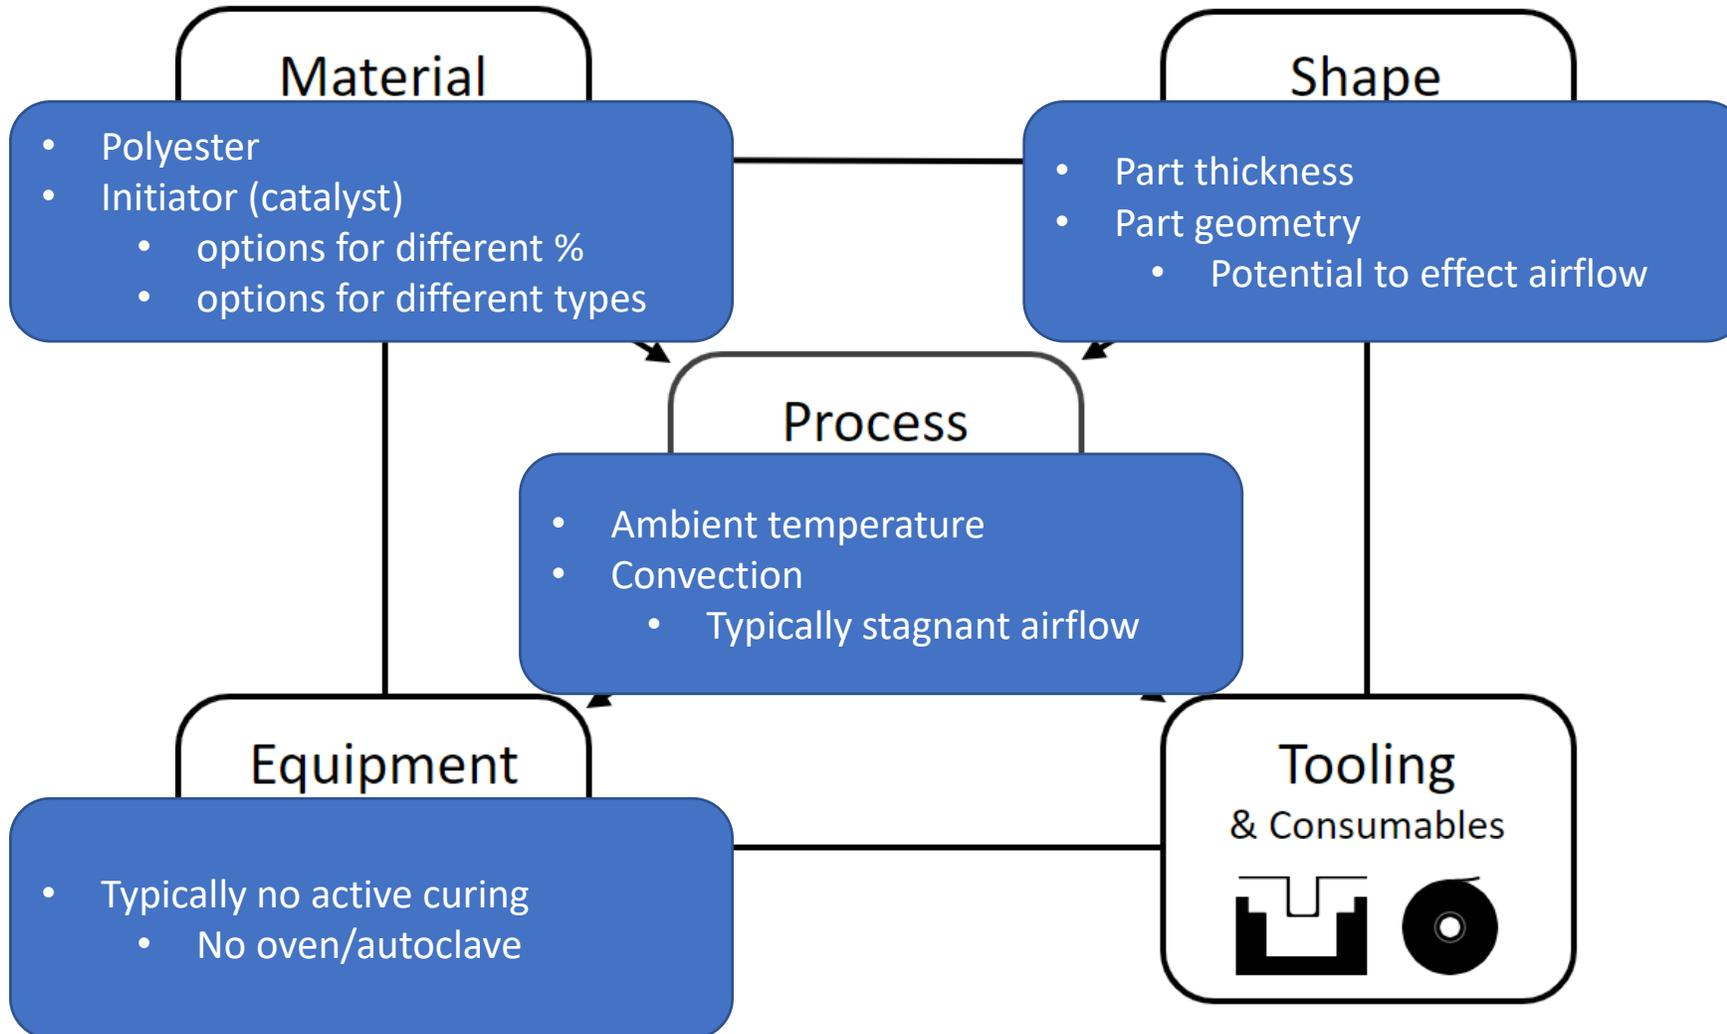 Material
• Polyester
• Initiator (catalyst)
• options for different %
• options for different types
Shape
• Part thickness
• Part geometry
• Potential to effect airflow
Process
• Ambient temperature
• Convection
• Typically stagnant airflow
Equipment
• Typically no active curing
• No oven/autoclave
Tooling
& Consumables